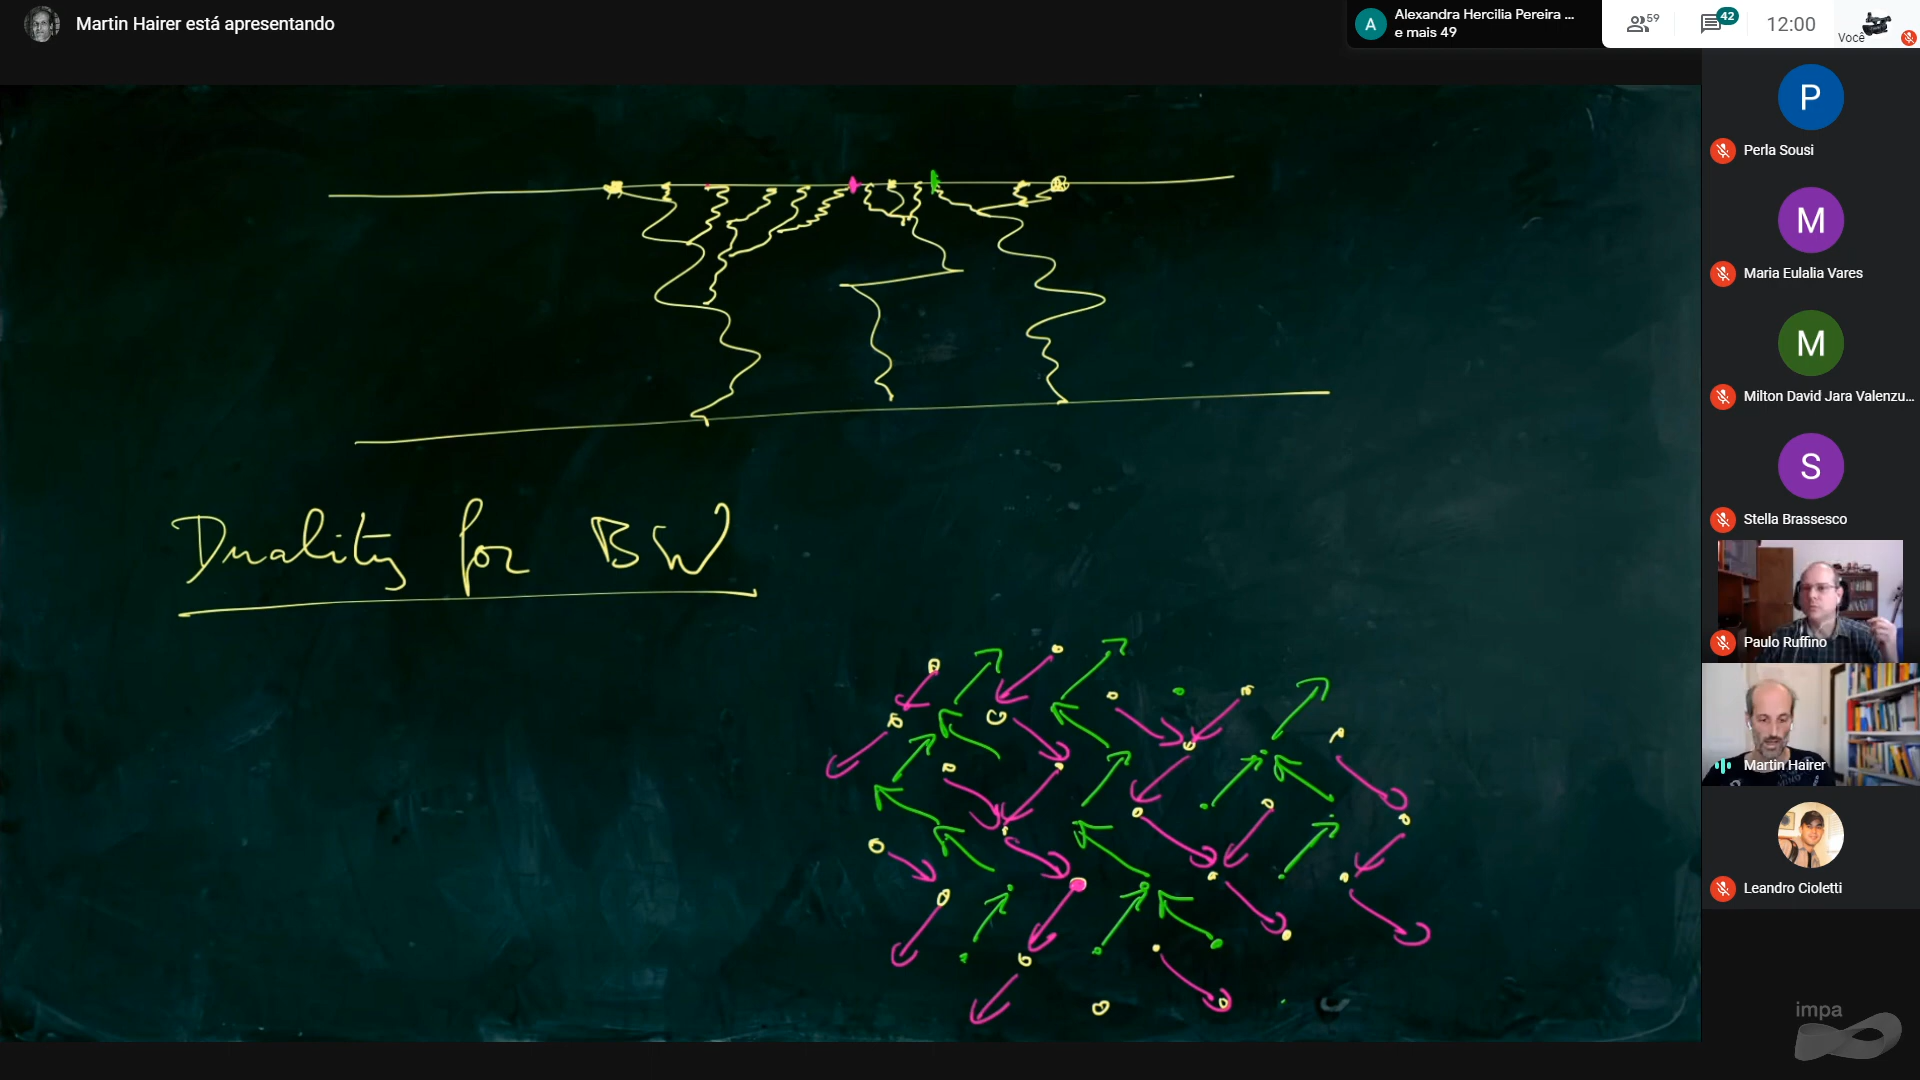 Martin Hairer está apresentando
A
Alexandra Hercilia Pereira ...
e mais 49
59
42
12:00
Você
P
Perla Sousi
M
Maria Eulalia Vares
M
Milton David Jara Valenzu...
S
Stella Brassesco
Paulo Ruffino
Martin Hairer
Leandro Cioletti
Duality for BW
impa